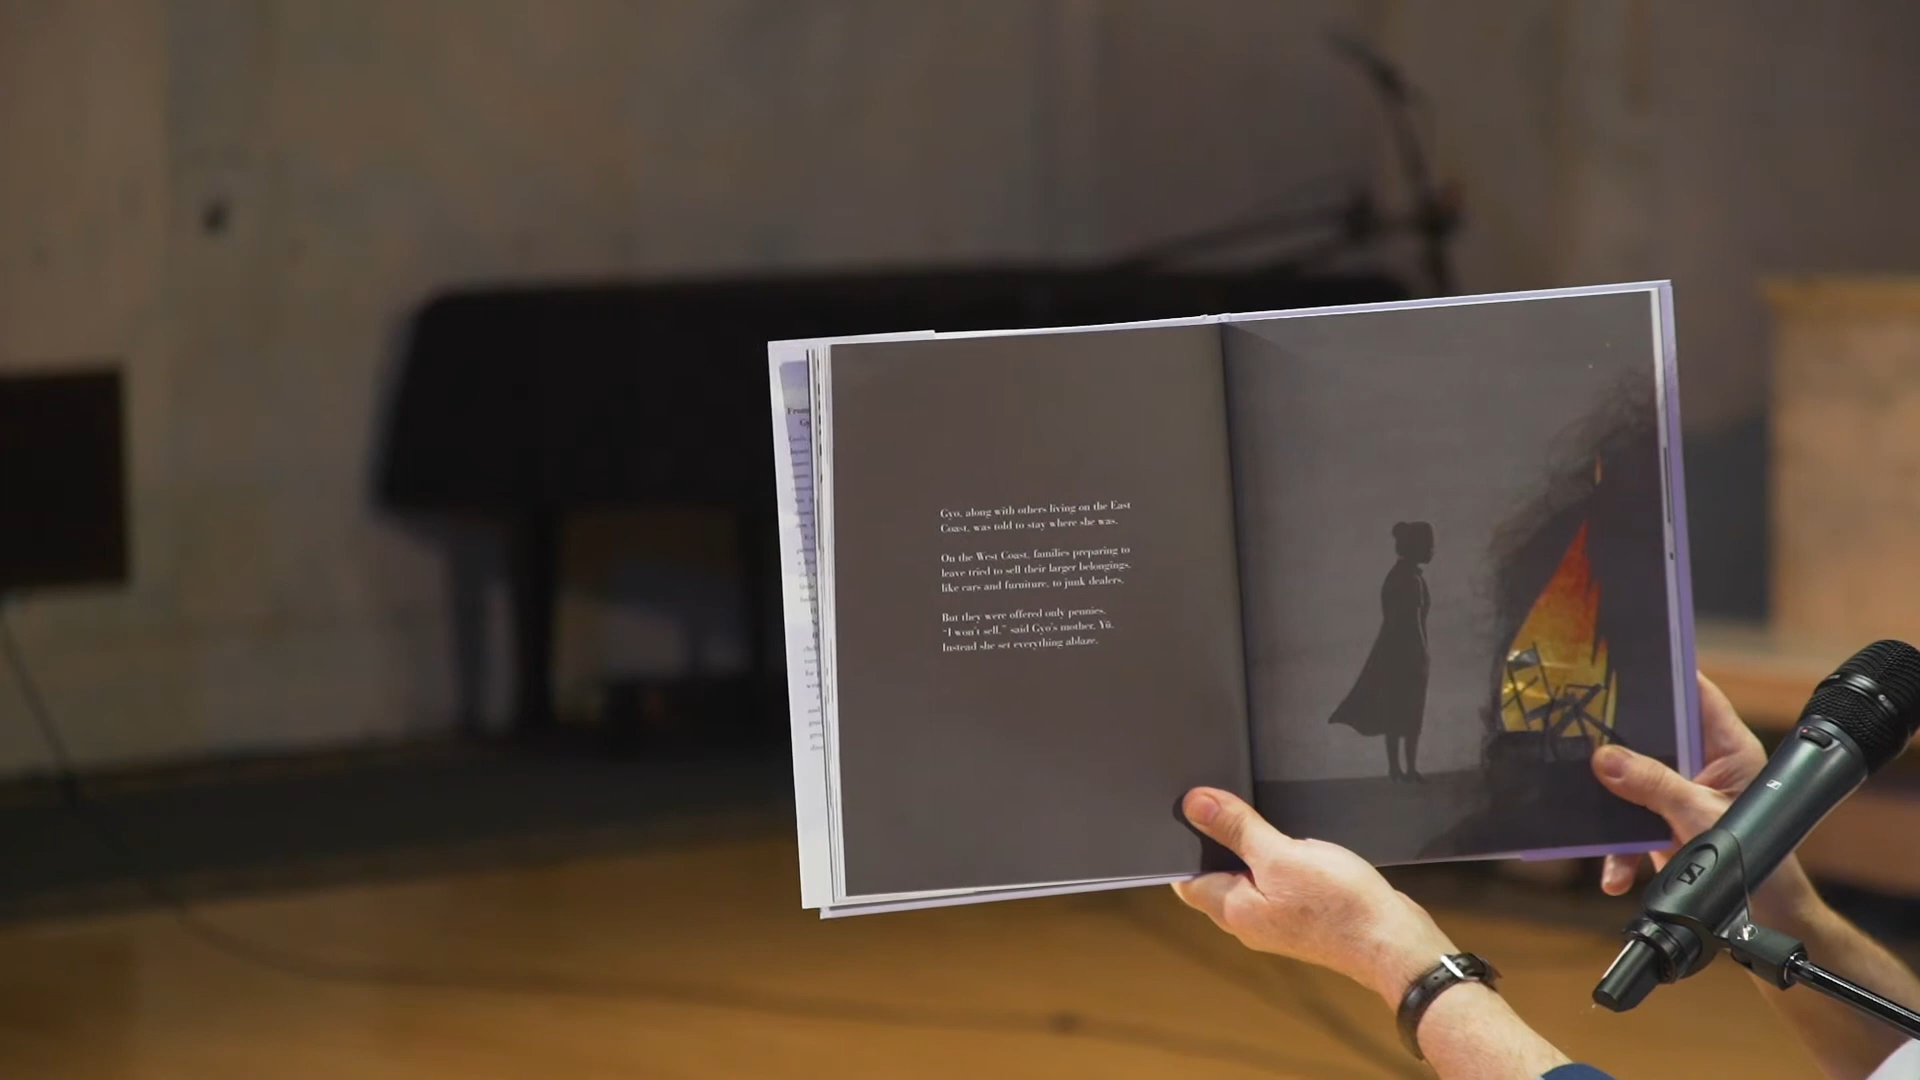 Gyo, along with others living on the East
Coast, was told to stay where she was.
On the West Coast, families preparing to
leave tried to sell their larger belongings,
like cars and furniture, to junk dealers.
But they were offered only pennies.
"I won't sell," said Gyo's mother, Yū.
Instead she set everything ablaze.